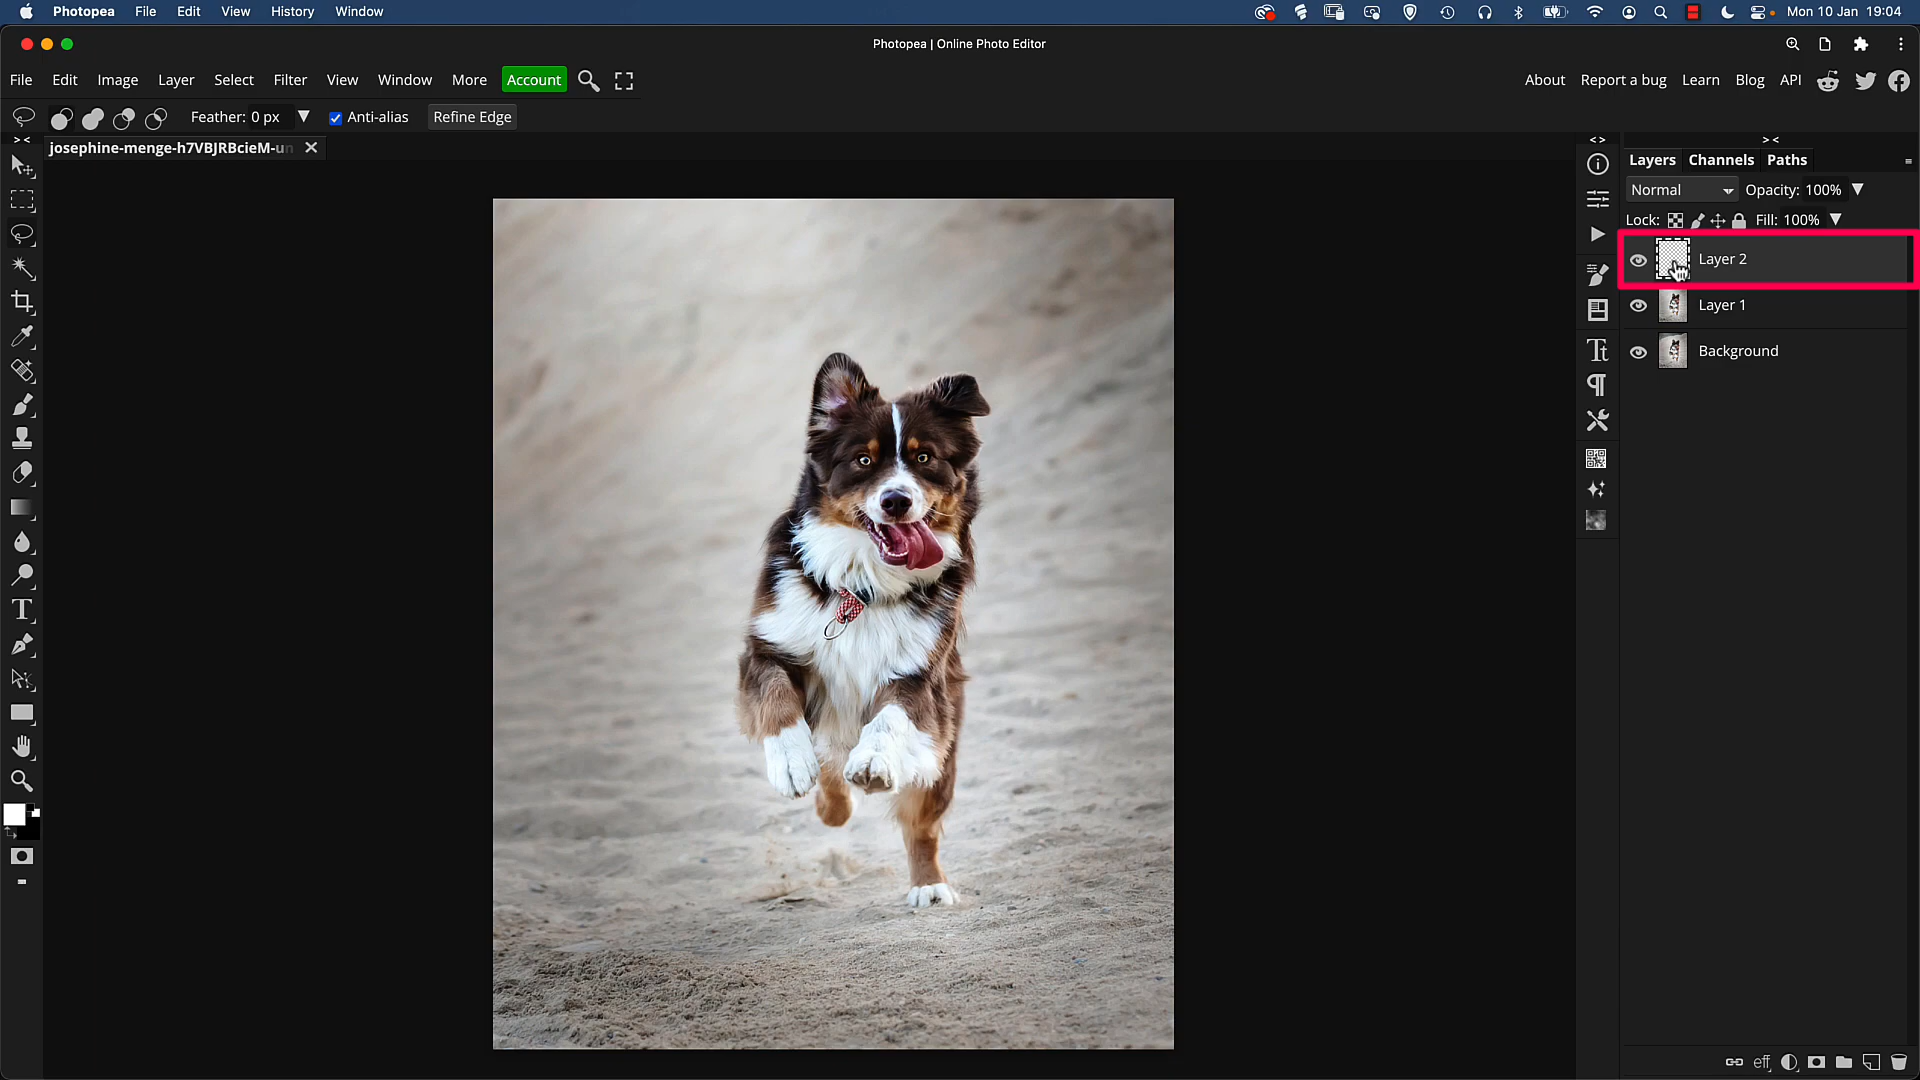 Photopea File Edit View History Window Mon 10 Jan 19:04
Photopea | Online Photo Editor
File Edit Image Layer Select Filter View Window More Account About Report a bug Learn Blog API
Feather: 0 px Anti-alias Refine Edge
josephine-menge-h7VBJRBcieM-un
Layers Channels Paths
Normal Opacity: 100%
Lock: Fill: 100%
Layer 2
Layer 1
Background
eff